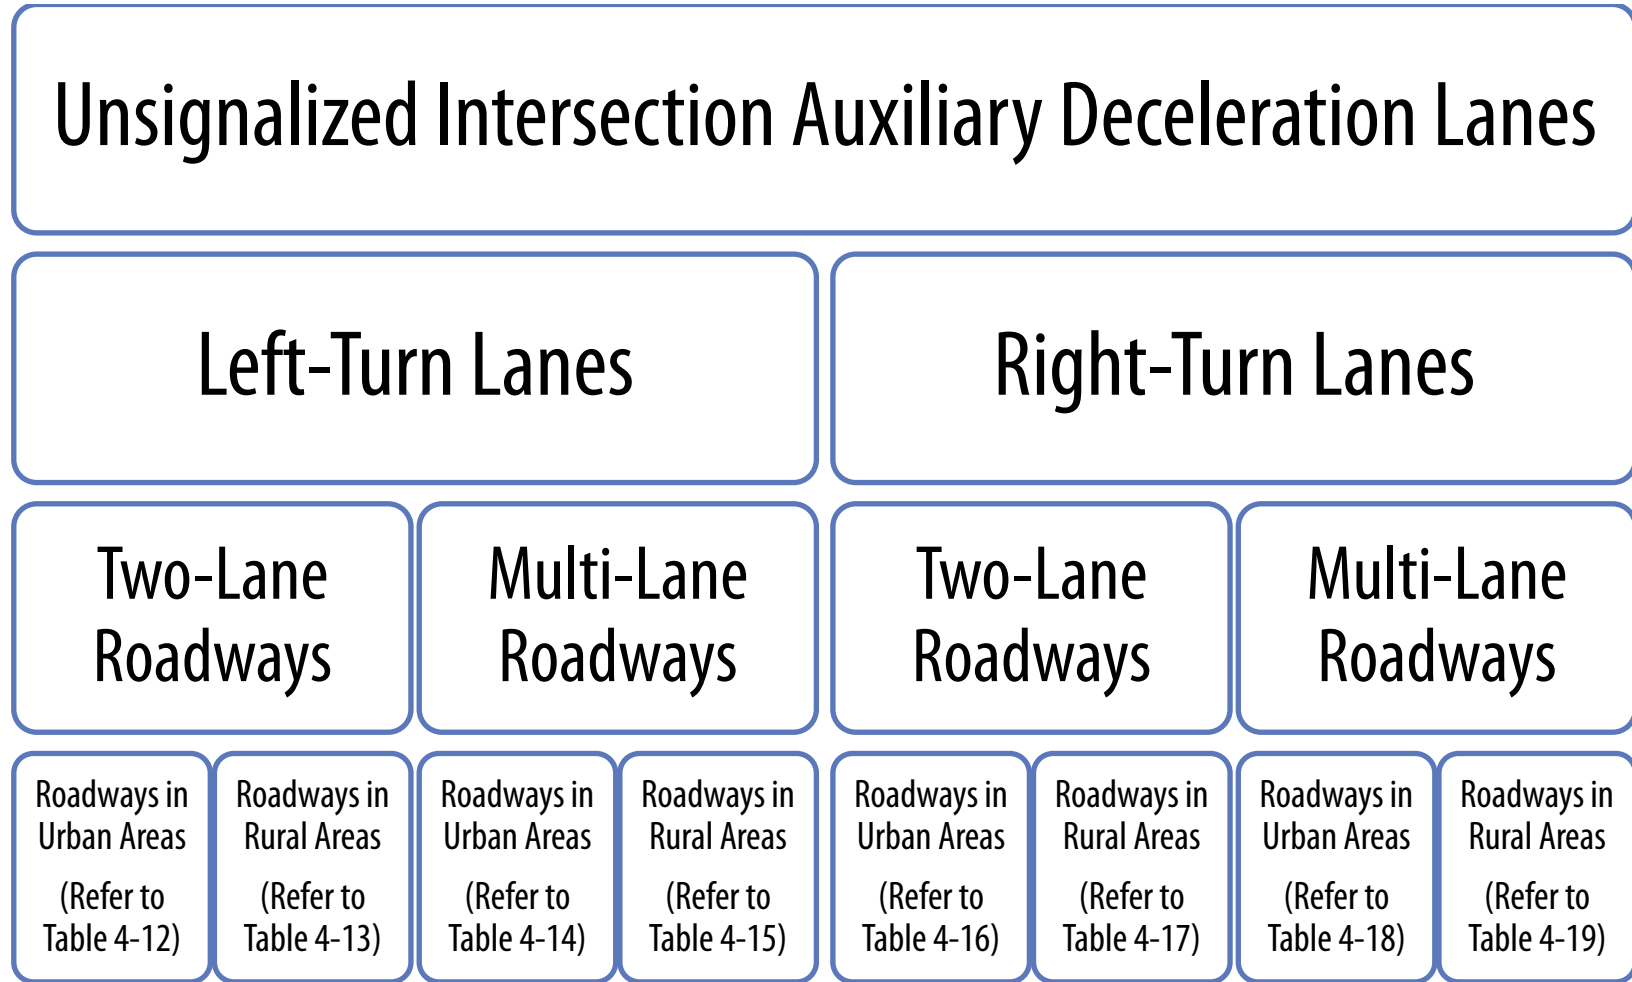 Unsignalized Intersection Auxiliary Deceleration Lanes
Left-Turn Lanes
Right-Turn Lanes
Two-Lane
Roadways
Multi-Lane
Roadways
Two-Lane
Roadways
Multi-Lane
Roadways
Roadways in
Urban Areas
(Refer to
Table 4-12)
Roadways in
Rural Areas
(Refer to
Table 4-13)
Roadways in
Urban Areas
(Refer to
Table 4-14)
Roadways in
Rural Areas
(Refer to
Table 4-15)
Roadways in
Urban Areas
(Refer to
Table 4-16)
Roadways in
Rural Areas
(Refer to
Table 4-17)
Roadways in
Urban Areas
(Refer to
Table 4-18)
Roadways in
Rural Areas
(Refer to
Table 4-19)